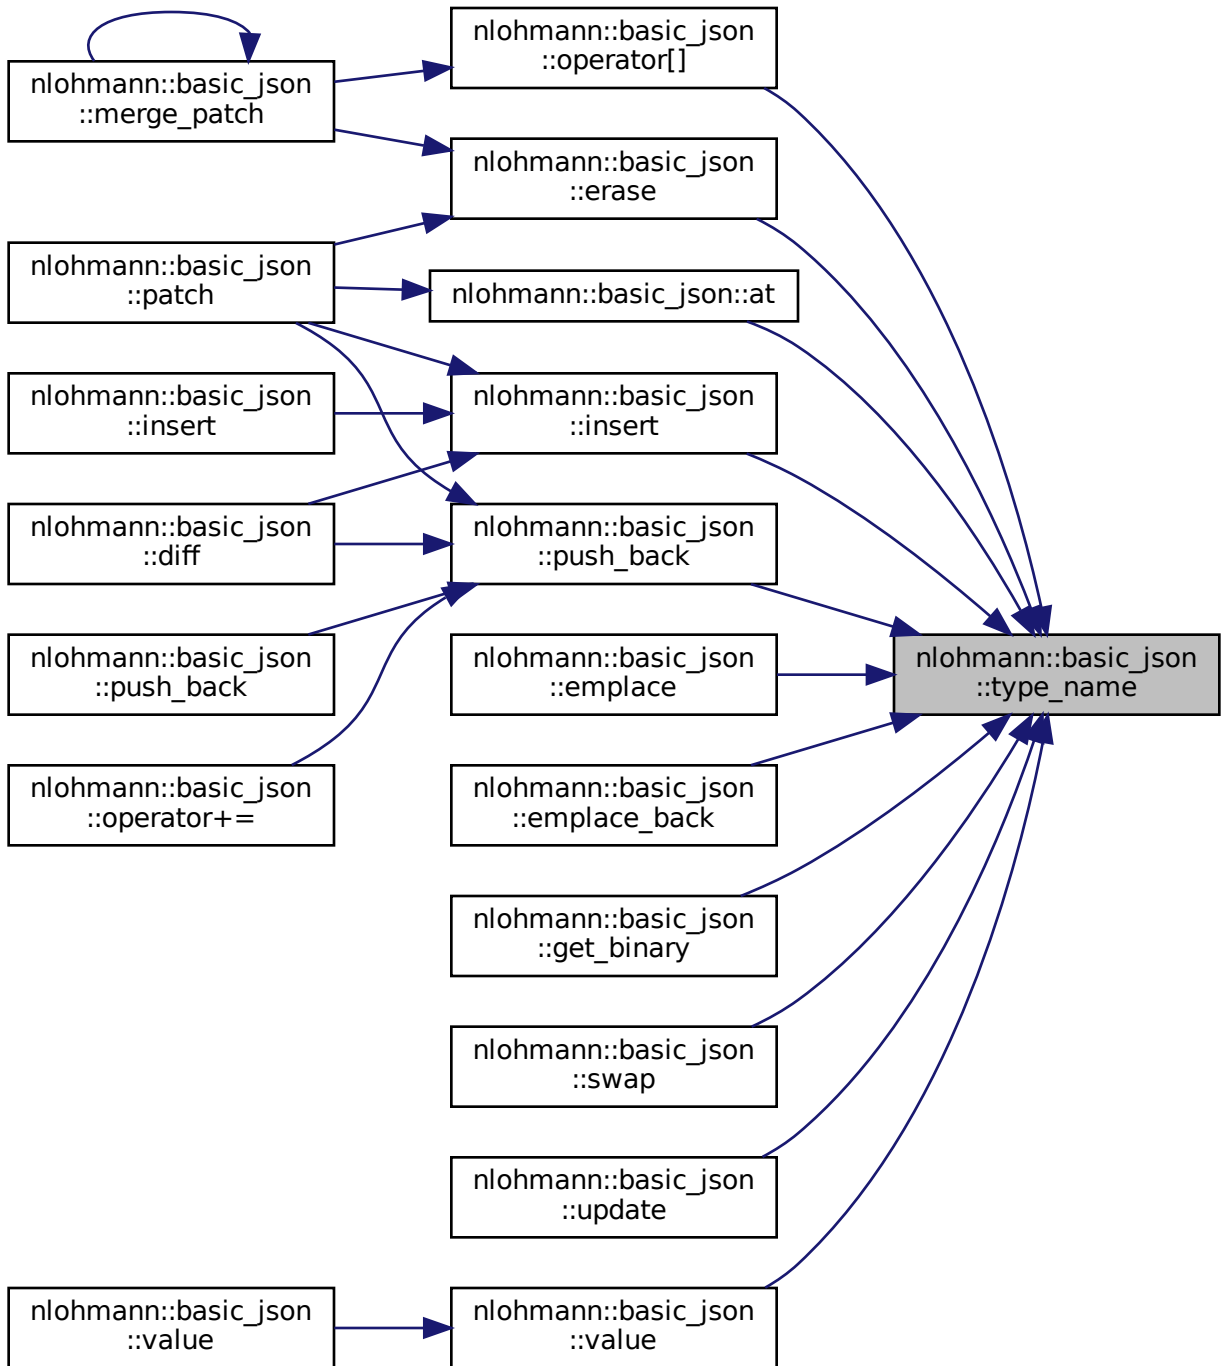 nlohmann::basic_json
::operator[]
nlohmann::basic_json
::merge_patch
nlohmann::basic_json
::erase
nlohmann::basic_json
::patch
nlohmann::basic_json::at
nlohmann::basic_json
::insert
nlohmann::basic_json
::insert
nlohmann::basic_json
::diff
nlohmann::basic_json
::push_back
nlohmann::basic_json
::push_back
nlohmann::basic_json
::emplace
nlohmann::basic_json
::type_name
nlohmann::basic_json
::operator+=
nlohmann::basic_json
::emplace_back
nlohmann::basic_json
::get_binary
nlohmann::basic_json
::swap
nlohmann::basic_json
::update
nlohmann::basic_json
::value
nlohmann::basic_json
::value